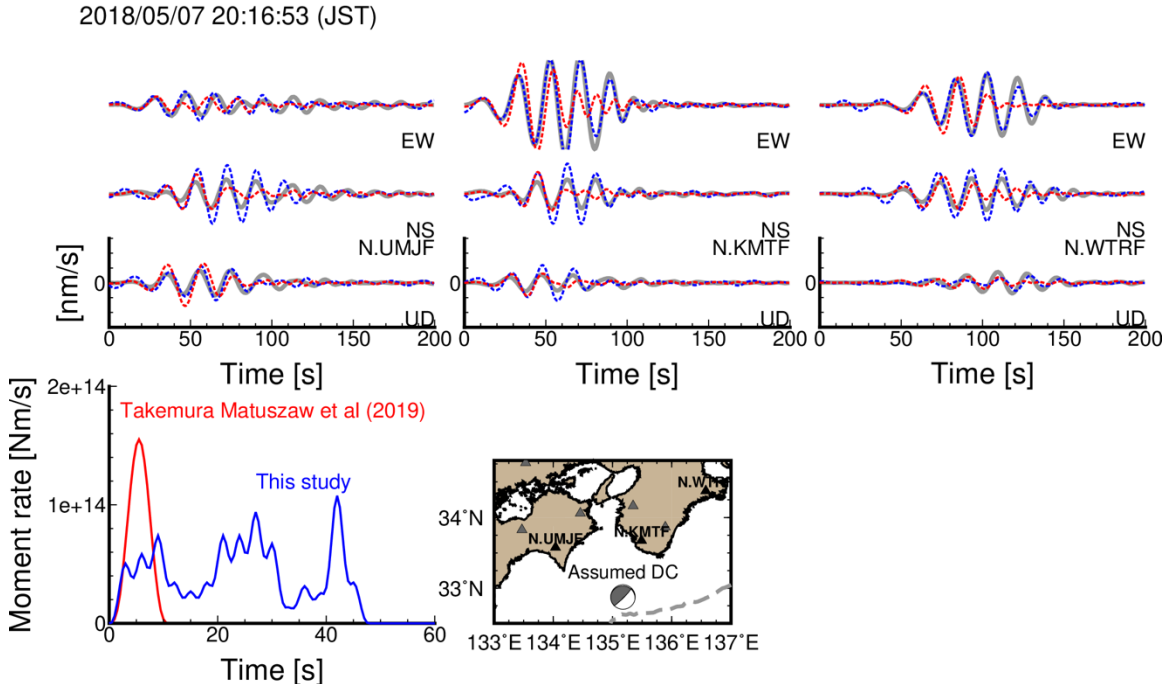 2018/05/07 20:16:53 (JST)
EW
EW
EW
NS
NS
NS
N.UMJF
N.KMTF
N.WTRF
[nm/s]
0
0
0
UD
UD
UD
0 50 100 150 200
0 50 100 150 200
0 50 100 150 200
Time [s]
Time [s]
Time [s]
Moment rate [Nm/s]
2e+14
1e+14
0
Takemura Matuszaw et al (2019)
This study
0 20 40 60
Time [s]
34°N
33°N
N.WTRF
N.UMJF
N.KMTF
Assumed DC
133°E 134°E 135°E 136°E 137°E